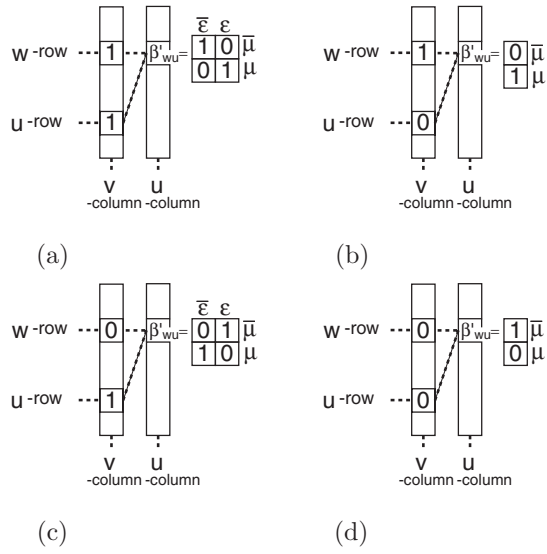 ε̅ ε
w -row 1 β'wu= 1 0 μ̅
0 1 μ
u -row 1
v u
-column -column
(a)
w -row 1 β'wu= 0 μ̅
1 μ
u -row 0
v u
-column -column
(b)
ε̅ ε
w -row 0 β'wu= 0 1 μ̅
1 0 μ
u -row 1
v u
-column -column
(c)
w -row 0 β'wu= 1 μ̅
0 μ
u -row 0
v u
-column -column
(d)